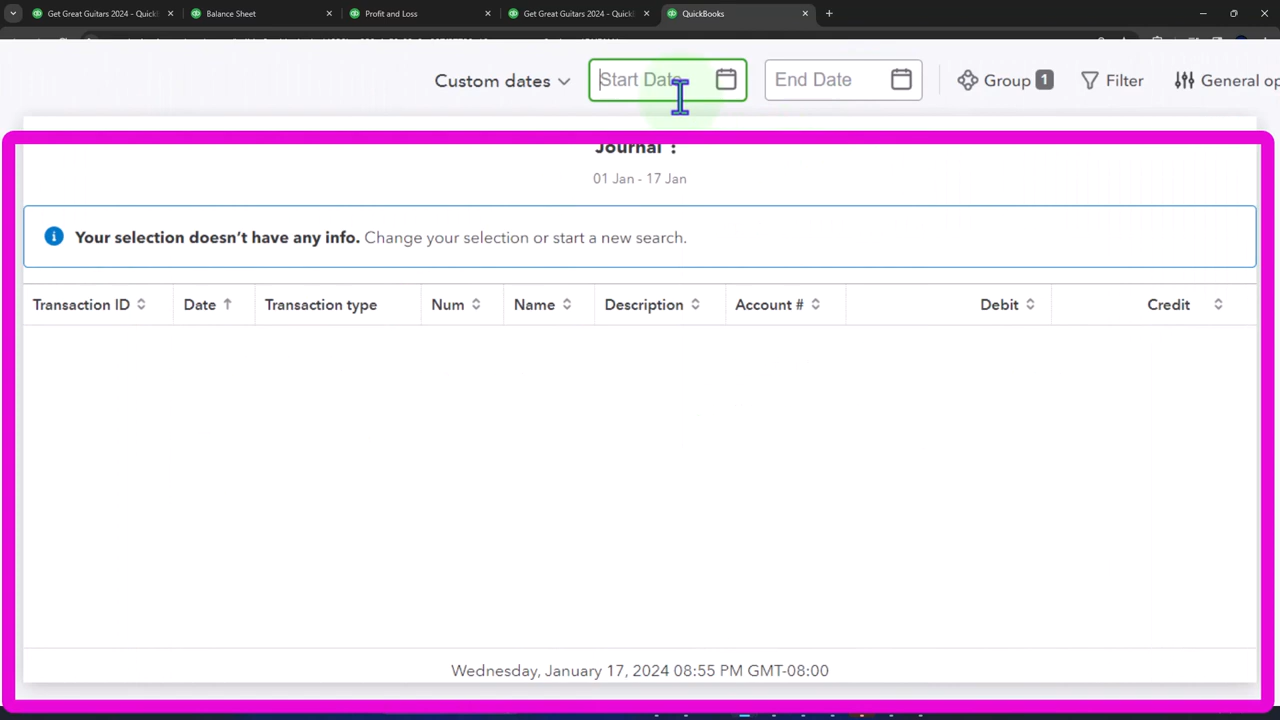 Get Great Guitars 2024 - QuickB
Balance Sheet
Profit and Loss
Get Great Guitars 2024 - QuickB
QuickBooks
Custom dates
Start Date
End Date
Group 1
Filter
General op
Journal :
01 Jan - 17 Jan
Your selection doesn't have any info. Change your selection or start a new search.
Transaction ID Date Transaction type Num Name Description Account # Debit Credit
Wednesday, January 17, 2024 08:55 PM GMT-08:00